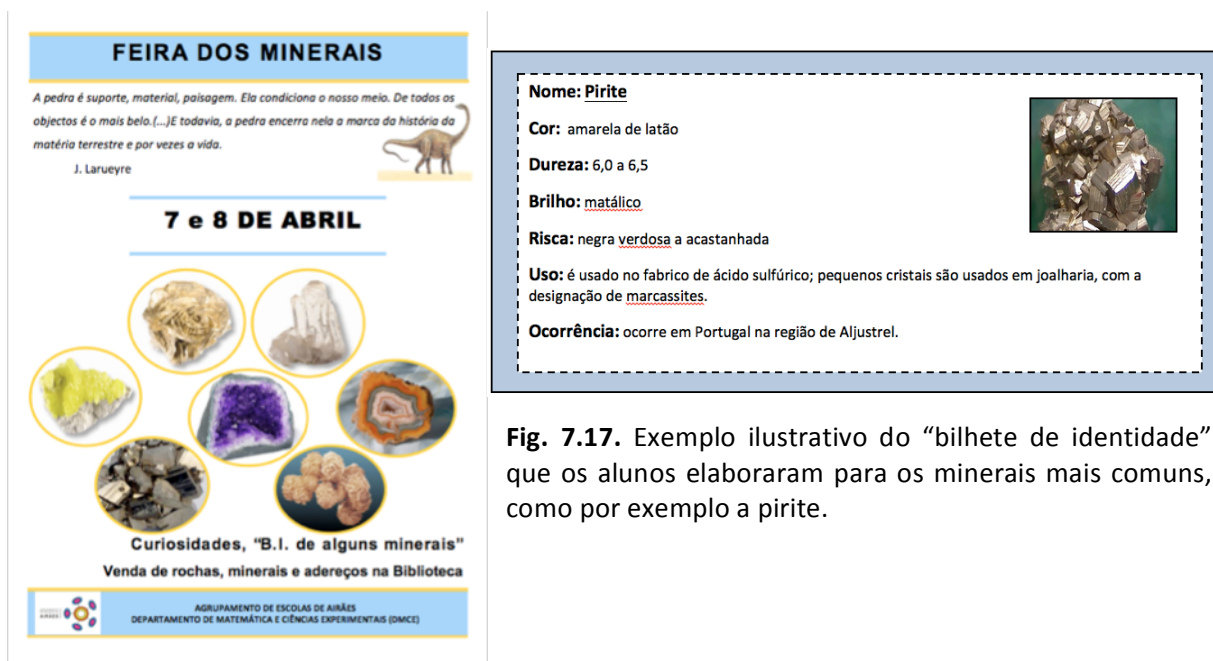 FEIRA DOS MINERAIS
A pedra é suporte, material, paisagem. Ela condiciona o nosso meio. De todos os
objectos é o mais belo.(...)E todavia, a pedra encerra nela a marca da história da
matéria terrestre e por vezes a vida.
J. Larueyre
7 e 8 DE ABRIL
Curiosidades, “B.I. de alguns minerais”
Venda de rochas, minerais e adereços na Biblioteca
AGRUPAMENTO DE ESCOLAS DE AIRÃES
DEPARTAMENTO DE MATEMÁTICA E CIÊNCIAS EXPERIMENTAIS (DMCE)
Nome: Pirite
Cor: amarela de latão
Dureza: 6,0 a 6,5
Brilho: matálico
Risca: negra verdosa a acastanhada
Uso: é usado no fabrico de ácido sulfúrico; pequenos cristais são usados em joalharia, com a
designação de marcassites.
Ocorrência: ocorre em Portugal na região de Aljustrel.
Fig. 7.17. Exemplo ilustrativo do “bilhete de identidade”
que os alunos elaboraram para os minerais mais comuns,
como por exemplo a pirite.